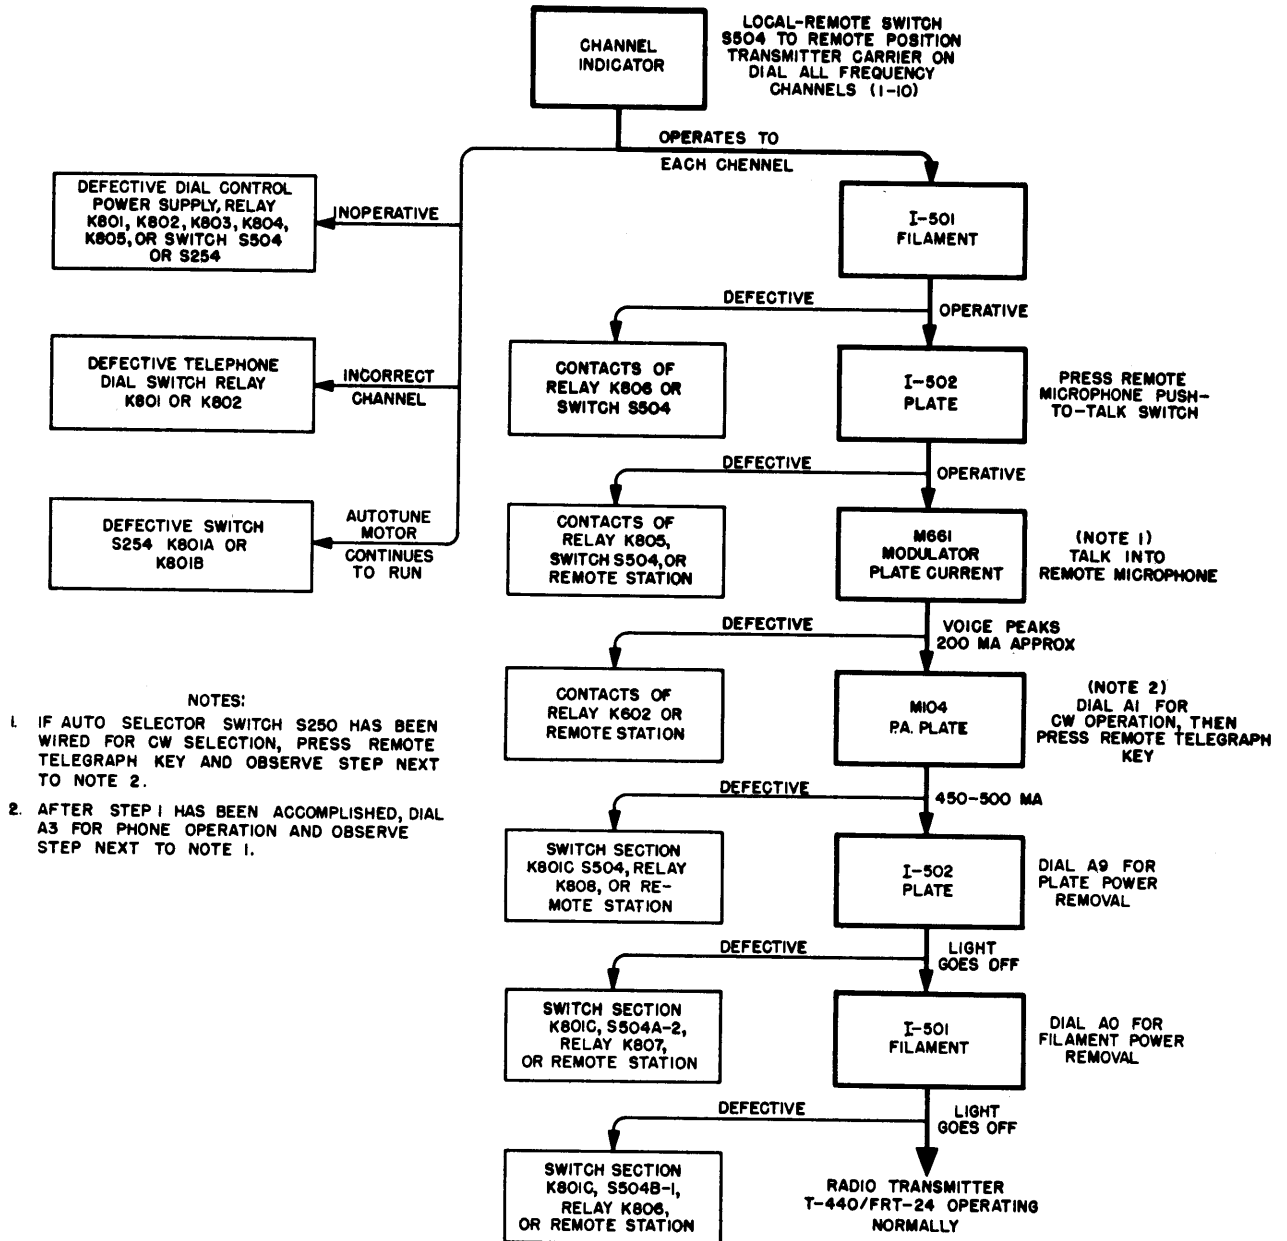 CHANNEL
INDICATOR
LOCAL-REMOTE SWITCH
S504 TO REMOTE POSITION
TRANSMITTER CARRIER ON
DIAL ALL FREQUENCY
CHANNELS (1-10)
OPERATES TO
EACH CHENNEL
DEFECTIVE DIAL CONTROL
POWER SUPPLY, RELAY
K801, K802, K803, K804,
K805, OR SWITCH S504
OR S254
INOPERATIVE
I-501
FILAMENT
DEFECTIVE
OPERATIVE
DEFECTIVE TELEPHONE
DIAL SWITCH RELAY
K801 OR K802
INCORRECT
CHANNEL
CONTACTS OF
RELAY K806 OR
SWITCH S504
I-502
PLATE
PRESS REMOTE
MICROPHONE PUSH-
TO-TALK SWITCH
DEFECTIVE
OPERATIVE
DEFECTIVE SWITCH
S254 K801A OR
K801B
AUTOTUNE
MOTOR
CONTINUES
TO RUN
CONTACTS OF
RELAY K805,
SWITCH S504, OR
REMOTE STATION
M661
MODULATOR
PLATE CURRENT
(NOTE 1)
TALK INTO
REMOTE MICROPHONE
DEFECTIVE
VOICE PEAKS
200 MA APPROX
CONTACTS OF
RELAY K602 OR
REMOTE STATION
M104
P.A. PLATE
(NOTE 2)
DIAL A1 FOR
CW OPERATION, THEN
PRESS REMOTE TELEGRAPH
KEY
NOTES:
1. IF AUTO SELECTOR SWITCH S250 HAS BEEN
WIRED FOR CW SELECTION, PRESS REMOTE
TELEGRAPH KEY AND OBSERVE STEP NEXT
TO NOTE 2.
2. AFTER STEP 1 HAS BEEN ACCOMPLISHED, DIAL
A3 FOR PHONE OPERATION AND OBSERVE
STEP NEXT TO NOTE 1.
DEFECTIVE
450-500 MA
SWITCH SECTION
K801C S504, RELAY
K808, OR RE-
MOTE STATION
I-502
PLATE
DIAL A9 FOR
PLATE POWER
REMOVAL
DEFECTIVE
LIGHT
GOES OFF
SWITCH SECTION
K801C, S504A-2,
RELAY K807,
OR REMOTE STATION
I-501
FILAMENT
DIAL A0 FOR
FILAMENT POWER
REMOVAL
DEFECTIVE
LIGHT
GOES OFF
SWITCH SECTION
K801C, S504B-1,
RELAY K806,
OR REMOTE STATION
RADIO TRANSMITTER
T-440/FRT-24 OPERATING
NORMALLY